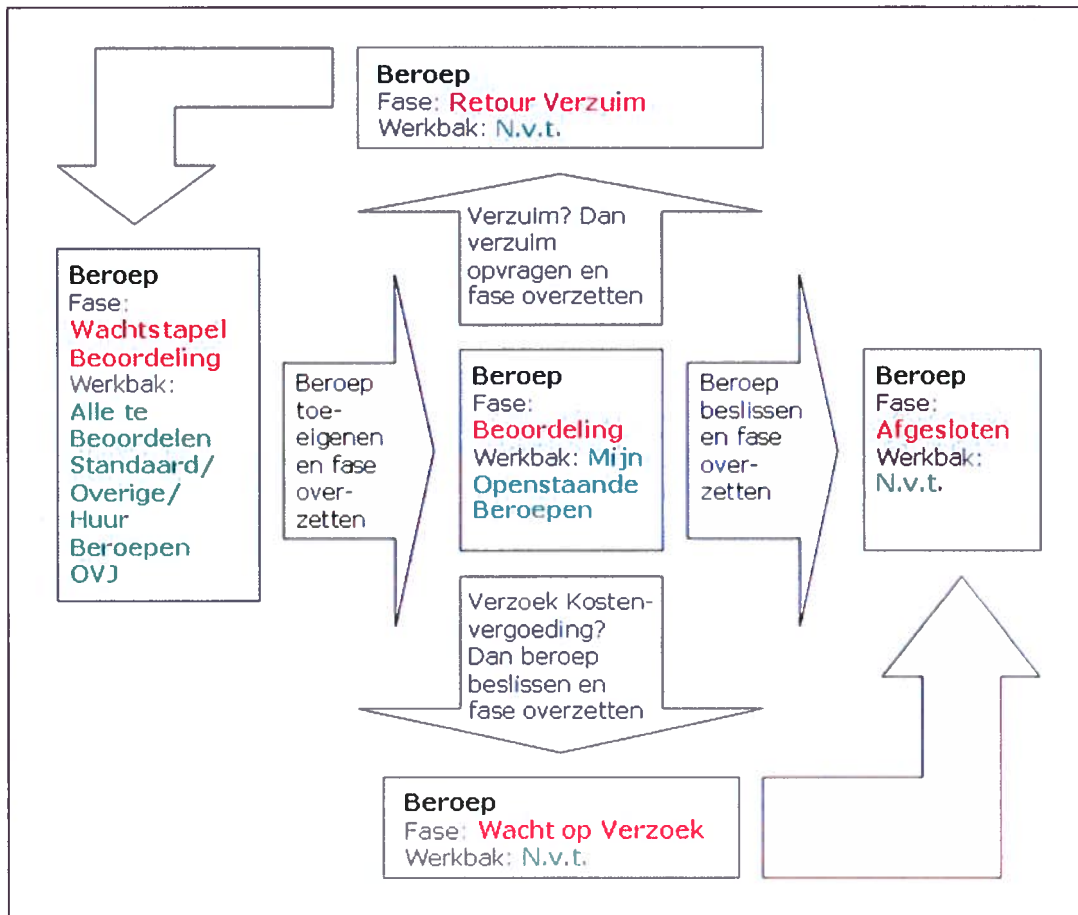 Beroep
Fase: Retour Verzuim
Werkbak: N.v.t.
Verzuim? Dan
verzuim
opvragen en
fase overzetten
Beroep
Fase:
Wachtstapel
Beoordeling
Werkbak:
Alle te
Beoordelen
Standaard/
Overige/
Huur
Beroepen
OVJ
Beroep
toe-
eigenen
en fase
over-
zetten
Beroep
Fase:
Beoordeling
Werkbak: Mijn
Openstaande
Beroepen
Beroep
beslissen
en fase
over-
zetten
Beroep
Fase:
Afgesloten
Werkbak:
N.v.t.
Verzoek Kosten-
vergoeding?
Dan beroep
beslissen en
fase overzetten
Beroep
Fase: Wacht op Verzoek
Werkbak: N.v.t.